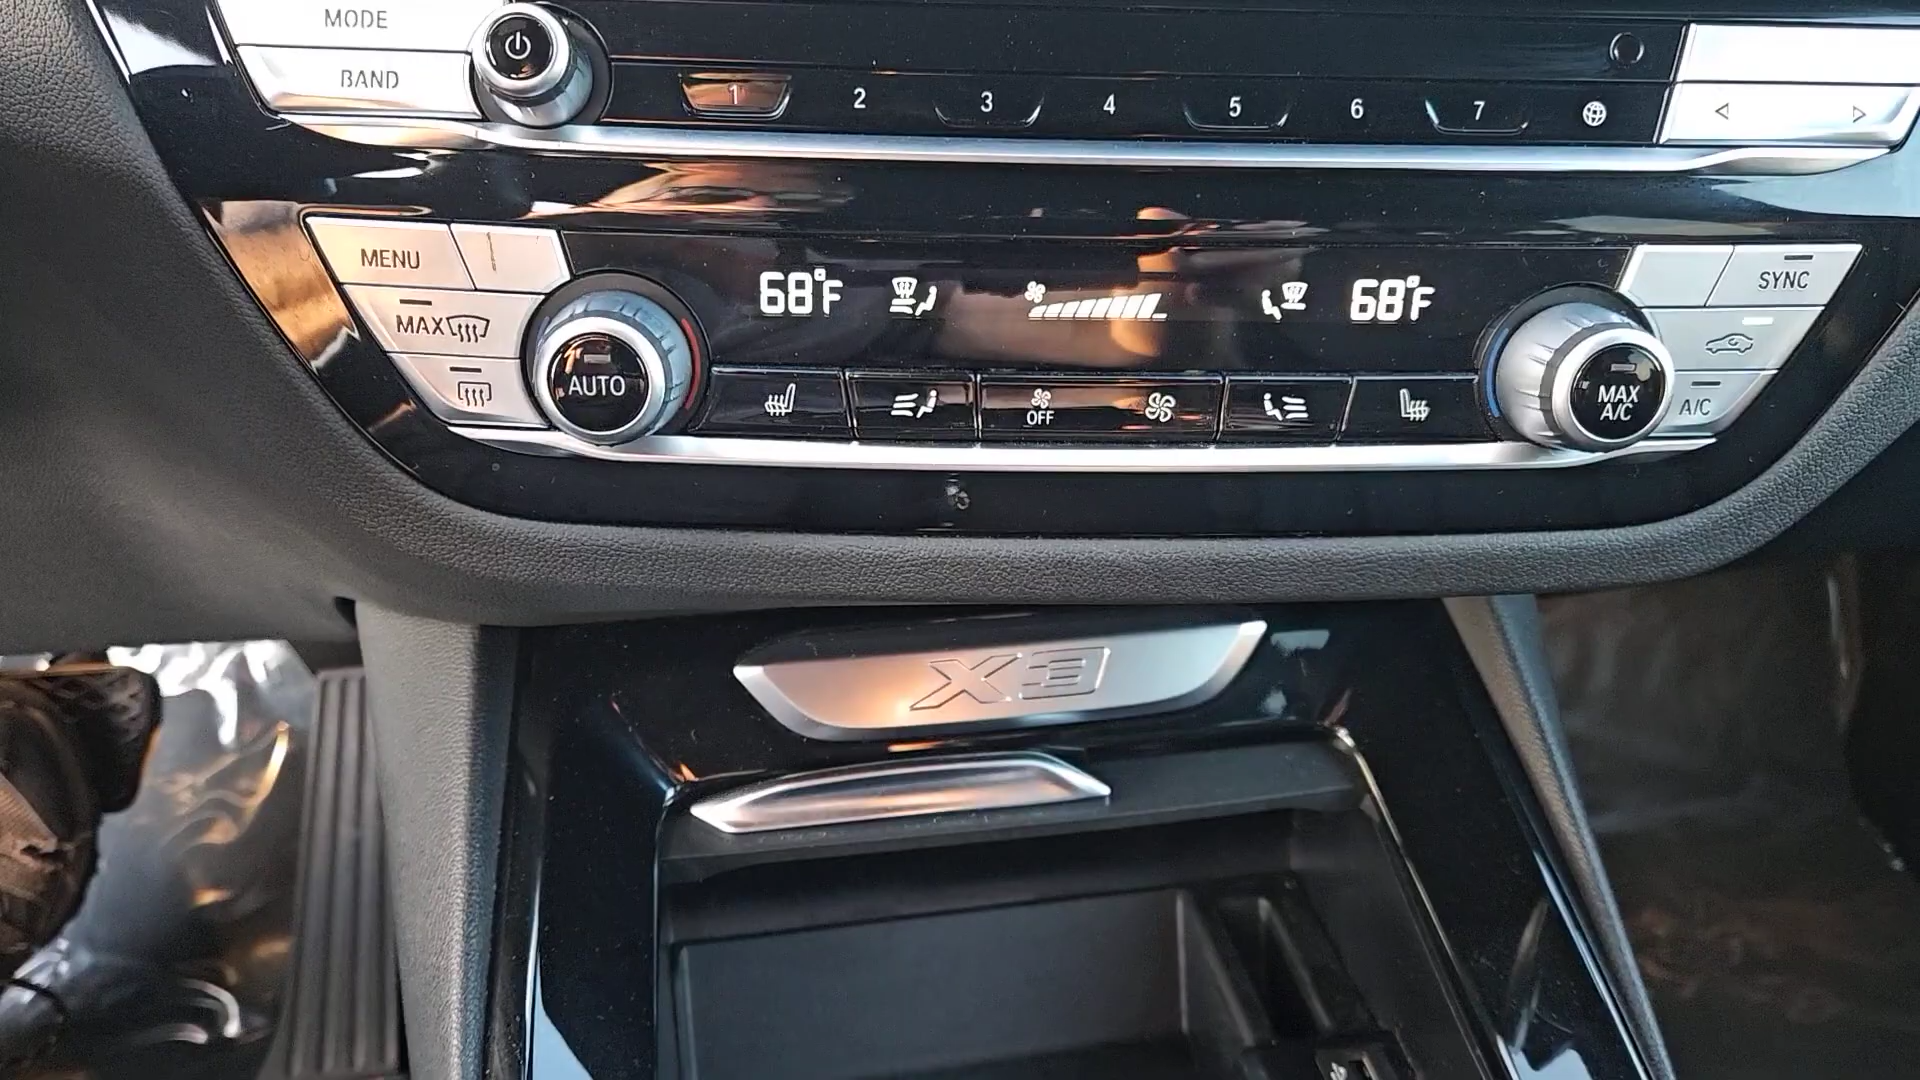 MODE
BAND
1 2 3 4 5 6 7
MENU
68°F 68°F
SYNC
MAX
AUTO
OFF
MAX
A/C
A/C
X3